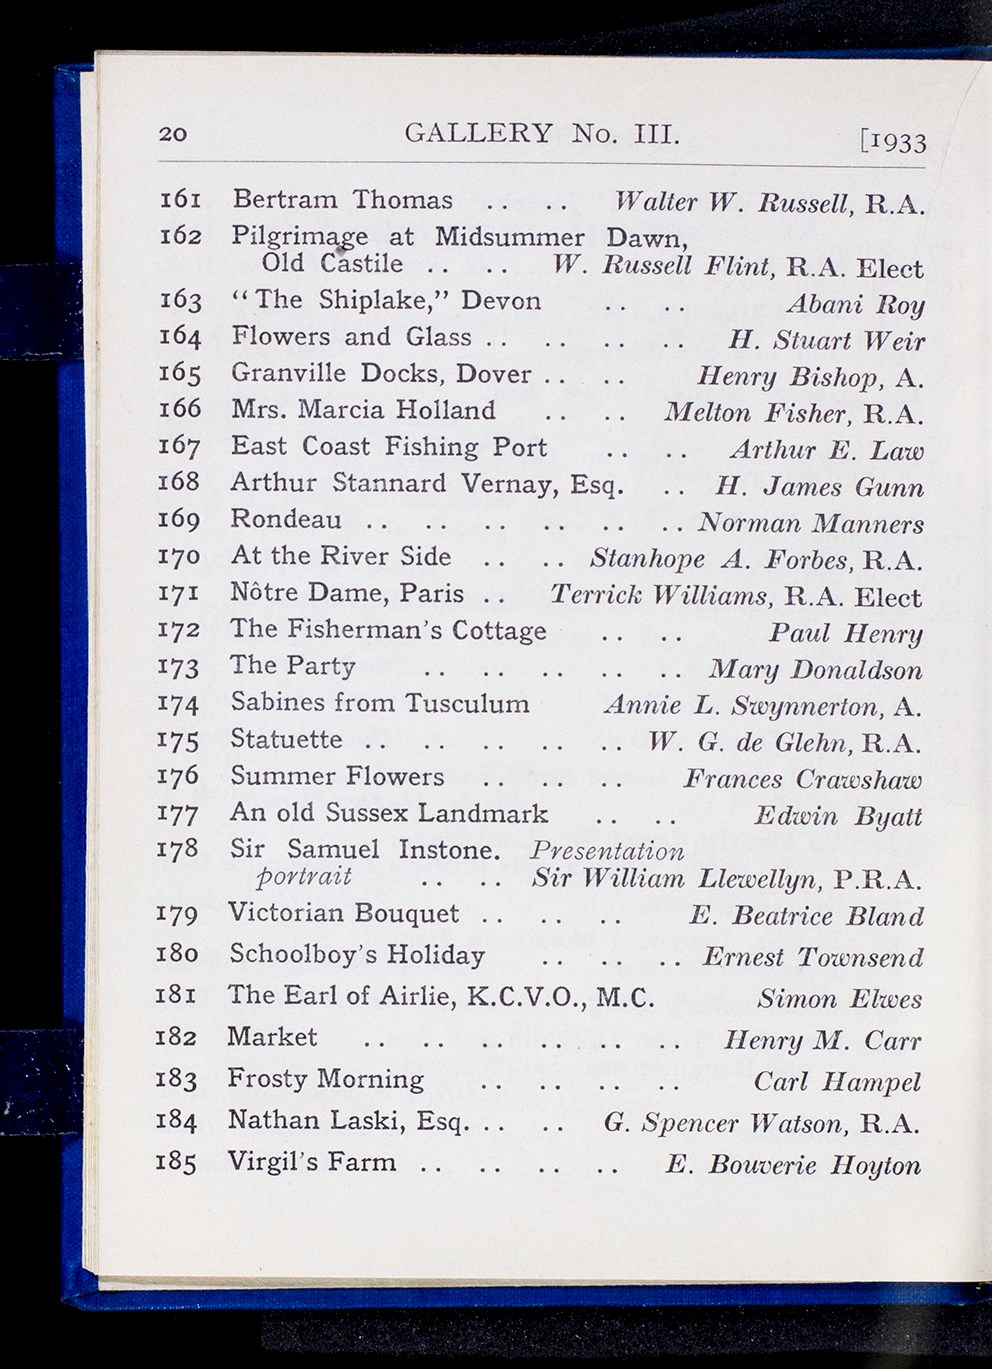 20 GALLERY No. III. [1933
161 Bertram Thomas .. .. Walter W. Russell, R.A.
162 Pilgrimage at Midsummer Dawn,
Old Castile .. .. W. Russell Flint, R.A. Elect
163 “The Shiplake,” Devon .. .. Abani Roy
164 Flowers and Glass .. .. .. .. H. Stuart Weir
165 Granville Docks, Dover .. .. Henry Bishop, A.
166 Mrs. Marcia Holland .. .. Melton Fisher, R.A.
167 East Coast Fishing Port .. .. Arthur E. Law
168 Arthur Stannard Vernay, Esq. .. H. James Gunn
169 Rondeau .. .. .. .. .. .. Norman Manners
170 At the River Side .. .. Stanhope A. Forbes, R.A.
171 Nôtre Dame, Paris .. Terrick Williams, R.A. Elect
172 The Fisherman's Cottage .. .. Paul Henry
173 The Party .. .. .. .. .. Mary Donaldson
174 Sabines from Tusculum Annie L. Swynnerton, A.
175 Statuette .. .. .. .. .. W. G. de Glehn, R.A.
176 Summer Flowers .. .. .. Frances Crawshaw
177 An old Sussex Landmark .. .. Edwin Byatt
178 Sir Samuel Instone. Presentation
portrait .. .. Sir William Llewellyn, P.R.A.
179 Victorian Bouquet .. .. .. E. Beatrice Bland
180 Schoolboy's Holiday .. .. .. Ernest Townsend
181 The Earl of Airlie, K.C.V.O., M.C. Simon Elwes
182 Market .. .. .. .. .. .. Henry M. Carr
183 Frosty Morning .. .. .. .. Carl Hampel
184 Nathan Laski, Esq. .. .. G. Spencer Watson, R.A.
185 Virgil's Farm .. .. .. .. E. Bouverie Hoyton